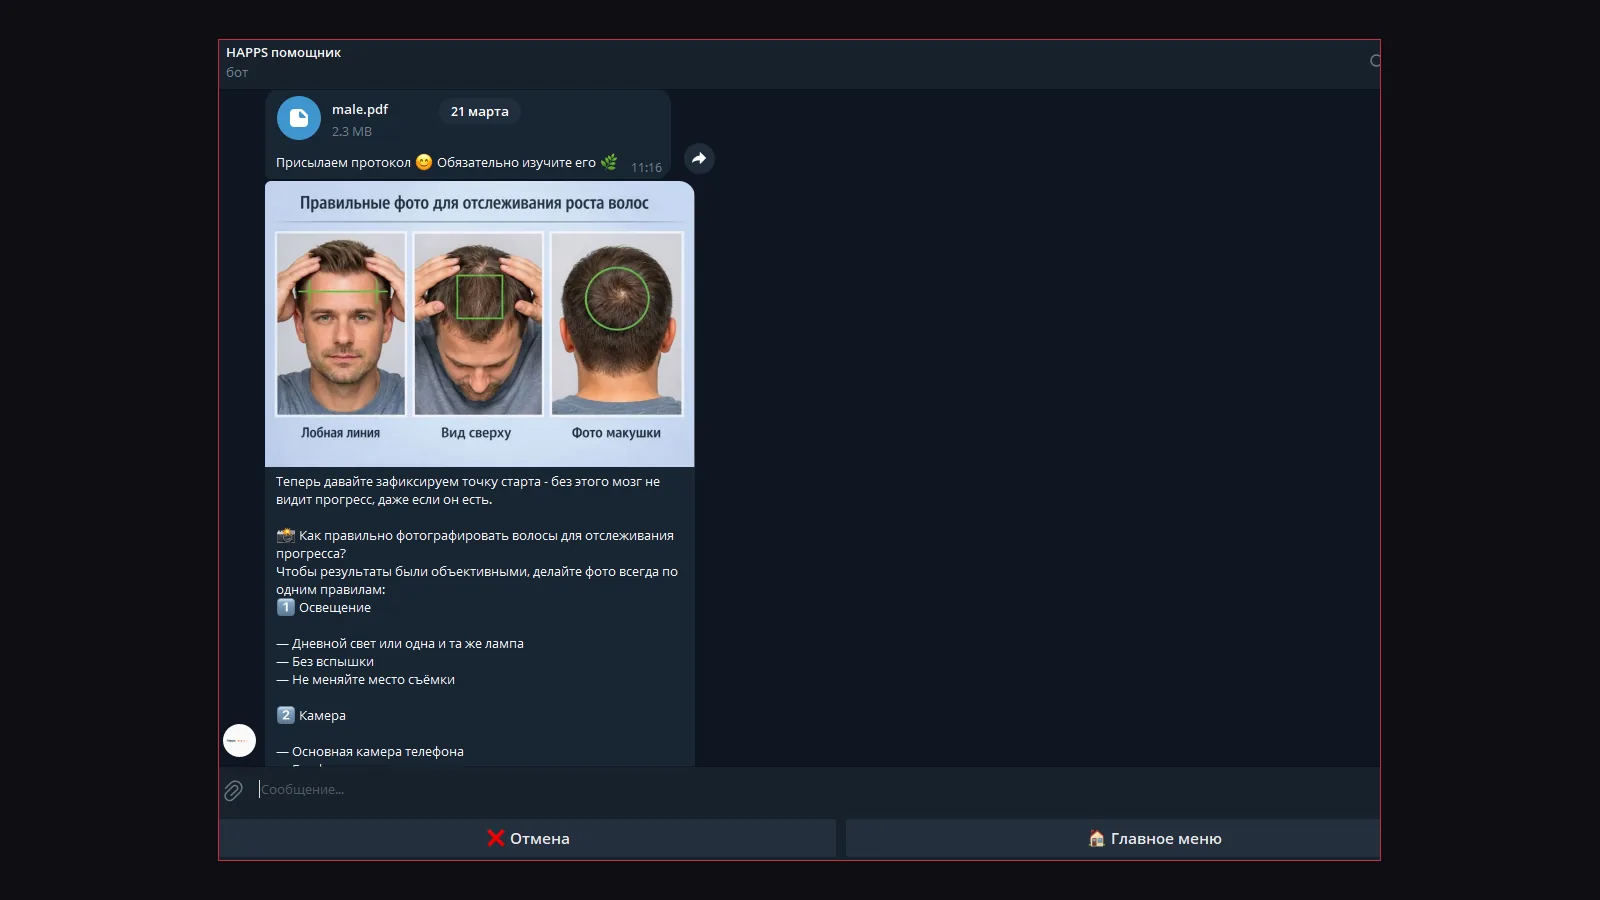 HAPPS помощник
бот
male.pdf
2.3 MB
21 марта
Присылаем протокол 😊 Обязательно изучите его 🌿
11:16
Правильные фото для отслеживания роста волос
Лобная линия
Вид сверху
Фото макушки
Теперь давайте зафиксируем точку старта - без этого мозг не
видит прогресс, даже если он есть.
📸 Как правильно фотографировать волосы для отслеживания
прогресса?
Чтобы результаты были объективными, делайте фото всегда по
одним правилам:
1️⃣ Освещение
— Дневной свет или одна и та же лампа
— Без вспышки
— Не меняйте место съёмки
2️⃣ Камера
— Основная камера телефона
Сообщение...
❌ Отмена
🏠 Главное меню